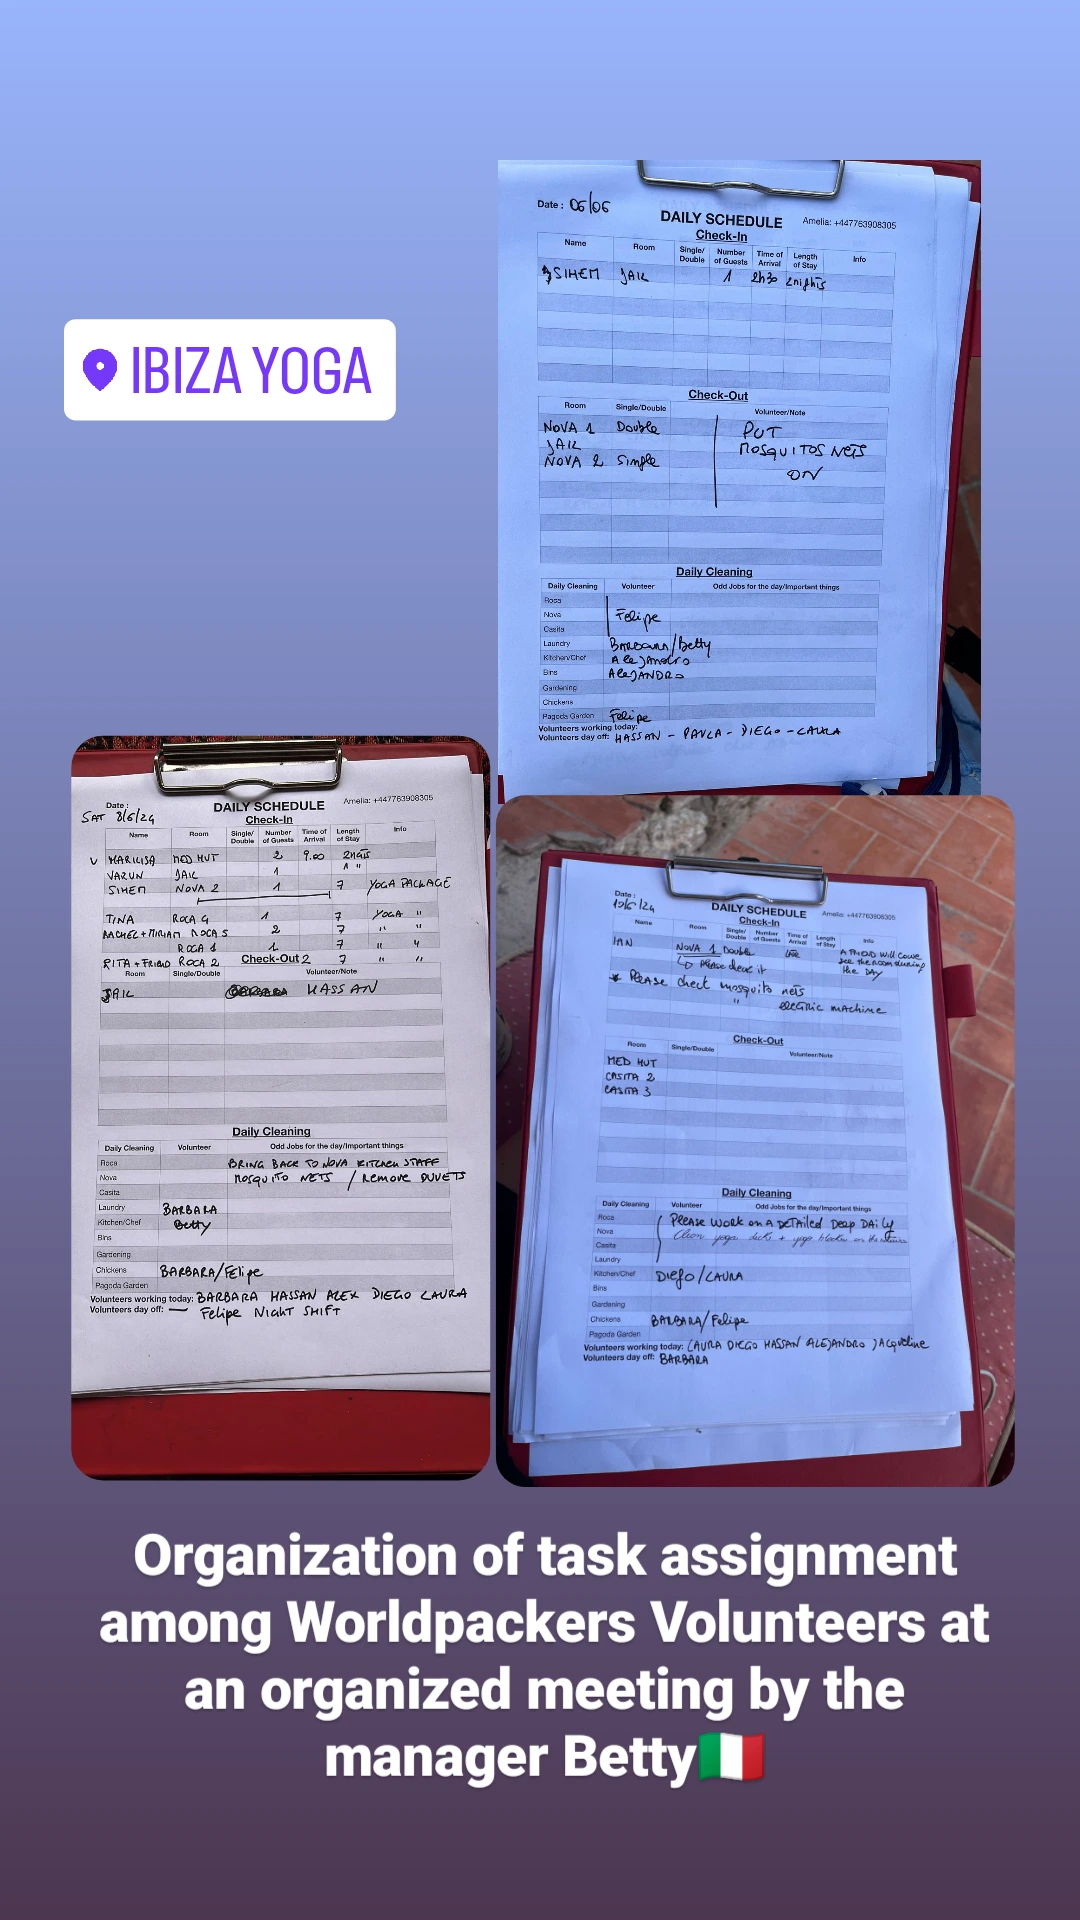 IBIZA YOGA
Date : 06/06
DAILY SCHEDULE
Amelia: +447763908305
Check-In
Name Room Single/Double Number of Guests Time of Arrival Length of Stay Info
SIHEM JAIL 1 2h30 2 nights
Check-Out
Room Single/Double Volunteer/Note
NOVA 1 Double PUT
JAIL MOSQUITOS NETS
NOVA 2 Simple ON
Daily Cleaning
Daily Cleaning Volunteer Odd Jobs for the day/Important things
Roca
Nova Felipe
Casita
Laundry BARBARA/Betty
Kitchen/Chef Alejandro
Bins ALEJANDRO
Gardening
Chickens
Pagoda Garden Felipe
Volunteers working today:
Volunteers day off: HASSAN - PAULA - DIEGO - LAURA
Date :
SAT 8/6/24
DAILY SCHEDULE
Amelia: +447763908305
Check-In
Name Room Single/Double Number of Guests Time of Arrival Length of Stay Info
V MARILISA MED HUT 2 9.00 2
VARUN JAIL 1 1 "
SIHEM NOVA 2 1 7 YOGA PACKAGE
TINA ROCA 4 1 7 YOGA "
RACHEL + MIRIAM ROCA 5 2 7 " "
ROCA 1 1 7 " "
RITA + FRIEND ROCA 2 2 7 " "
Check-Out
Room Single/Double Volunteer/Note
JAIL HASSAN
Daily Cleaning
Daily Cleaning Volunteer Odd Jobs for the day/Important things
Roca BRING BACK TO NOVA KITCHEN STAFF
Nova MOSQUITO NETS / Remove DUVETS
Casita
Laundry BARBARA
Kitchen/Chef Betty
Bins
Gardening
Chickens BARBARA/Felipe
Pagoda Garden
Volunteers working today: BARBARA HASSAN ALEX DIEGO LAURA
Volunteers day off: — Felipe NIGHT SHIFT
Date :
/24
DAILY SCHEDULE
Amelia: +447763908305
Check-In
Name Room Single/Double Number of Guests Time of Arrival Length of Stay Info
IAN NOVA 1 Double late A FRIEND WILL COME
see the room during
the DAY
Please check it
* Please check mosquito nets
" electric machine
Check-Out
Room Single/Double Volunteer/Note
MED HUT
CASITA 2
CASITA 3
Daily Cleaning
Daily Cleaning Volunteer Odd Jobs for the day/Important things
Roca Please WORK ON A DETAILED DEEP DAILY
Nova Clean yoga decks + yoga blocks on the
Casita
Laundry
Kitchen/Chef Diego/LAURA
Bins
Gardening
Chickens BARBARA/Felipe
Pagoda Garden
Volunteers working today: LAURA DIEGO HASSAN ALEJANDRO JACqueline
Volunteers day off: BARBARA
Organization of task assignment
among Worldpackers Volunteers at
an organized meeting by the
manager Betty